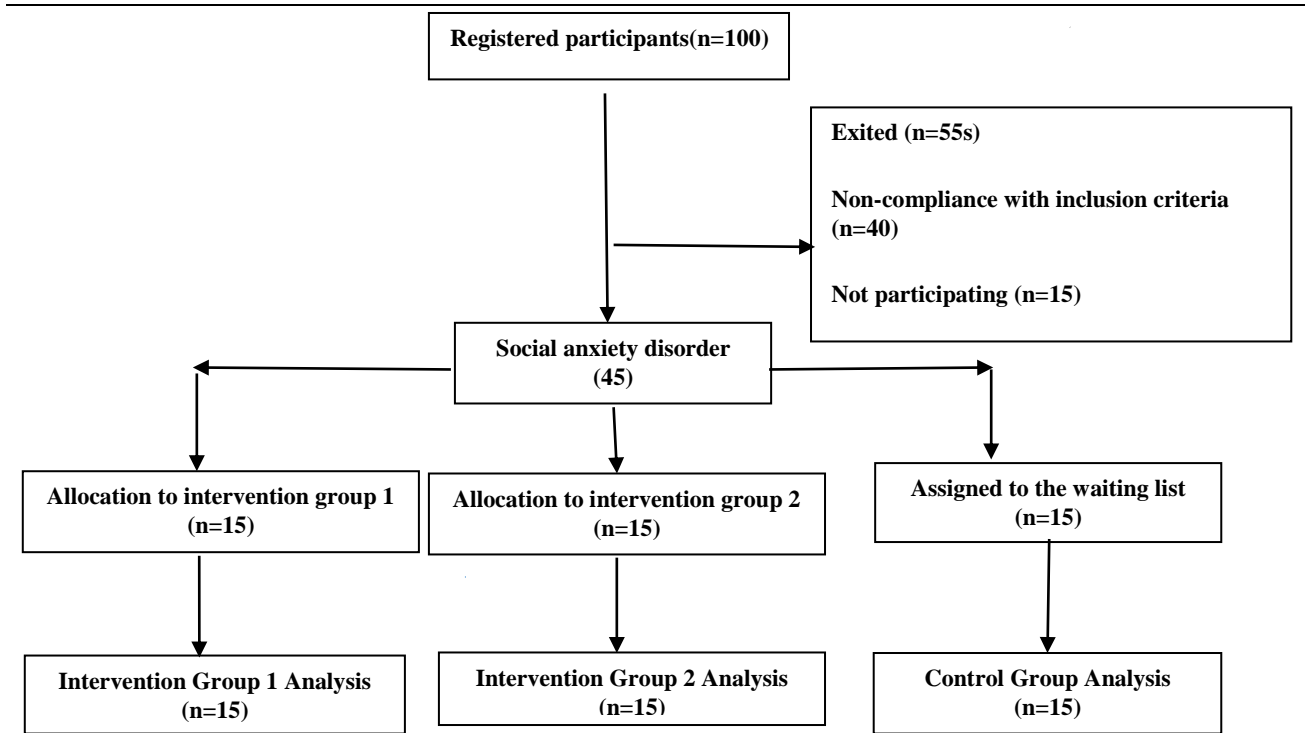 Registered participants(n=100)
Exited (n=55s)
Non-compliance with inclusion criteria
(n=40)
Not participating (n=15)
Social anxiety disorder
(45)
Allocation to intervention group 1
(n=15)
Allocation to intervention group 2
(n=15)
Assigned to the waiting list
(n=15)
Intervention Group 1 Analysis
(n=15)
Intervention Group 2 Analysis
(n=15)
Control Group Analysis
(n=15)